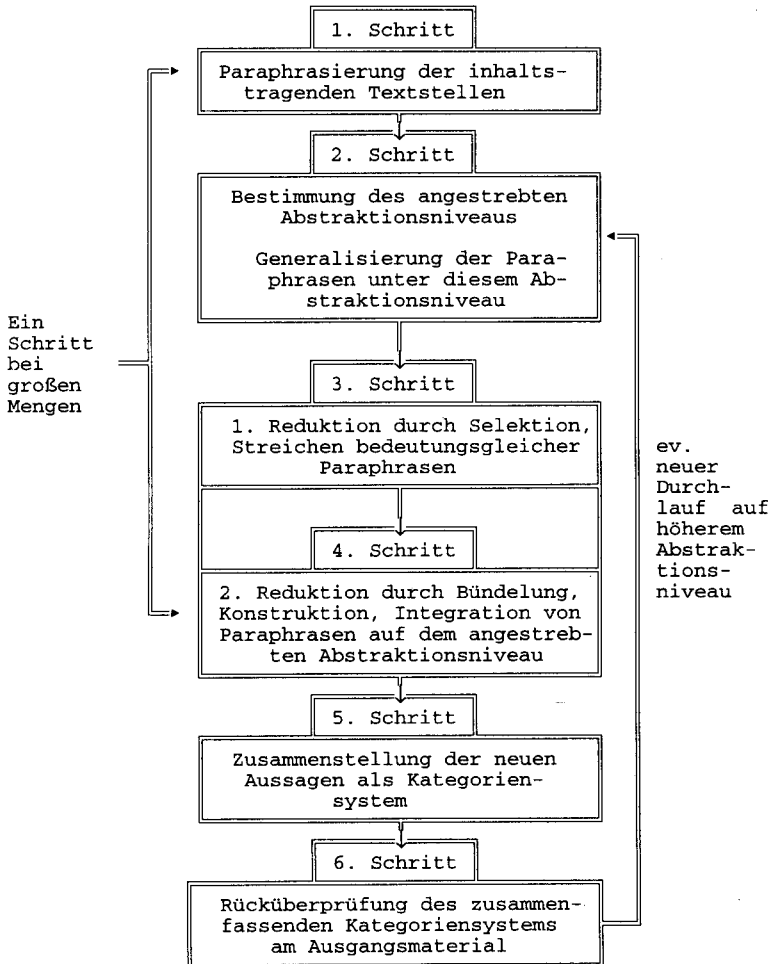 1. Schritt
Paraphrasierung der inhalts-
tragenden Textstellen
2. Schritt
Bestimmung des angestrebten
Abstraktionsniveaus
Generalisierung der Para-
phrasen unter diesem Ab-
straktionsniveau
Ein
Schritt
bei
großen
Mengen
3. Schritt
1. Reduktion durch Selektion,
Streichen bedeutungsgleicher
Paraphrasen
ev.
neuer
Durch-
lauf auf
höherem
Abstrak-
tions-
niveau
4. Schritt
2. Reduktion durch Bündelung,
Konstruktion, Integration von
Paraphrasen auf dem angestreb-
ten Abstraktionsniveau
5. Schritt
Zusammenstellung der neuen
Aussagen als Kategorien-
system
6. Schritt
Rücküberprüfung des zusammen-
fassenden Kategoriensystems
am Ausgangsmaterial